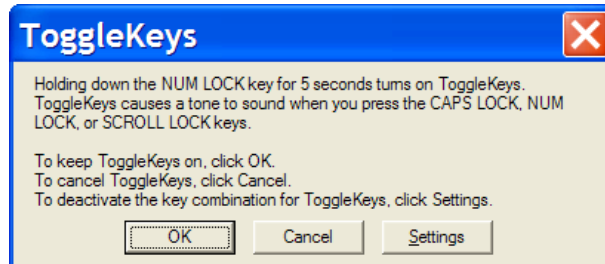 ToggleKeys
Holding down the NUM LOCK key for 5 seconds turns on ToggleKeys.
ToggleKeys causes a tone to sound when you press the CAPS LOCK, NUM
LOCK, or SCROLL LOCK keys.
To keep ToggleKeys on, click OK.
To cancel ToggleKeys, click Cancel.
To deactivate the key combination for ToggleKeys, click Settings.
OK Cancel Settings